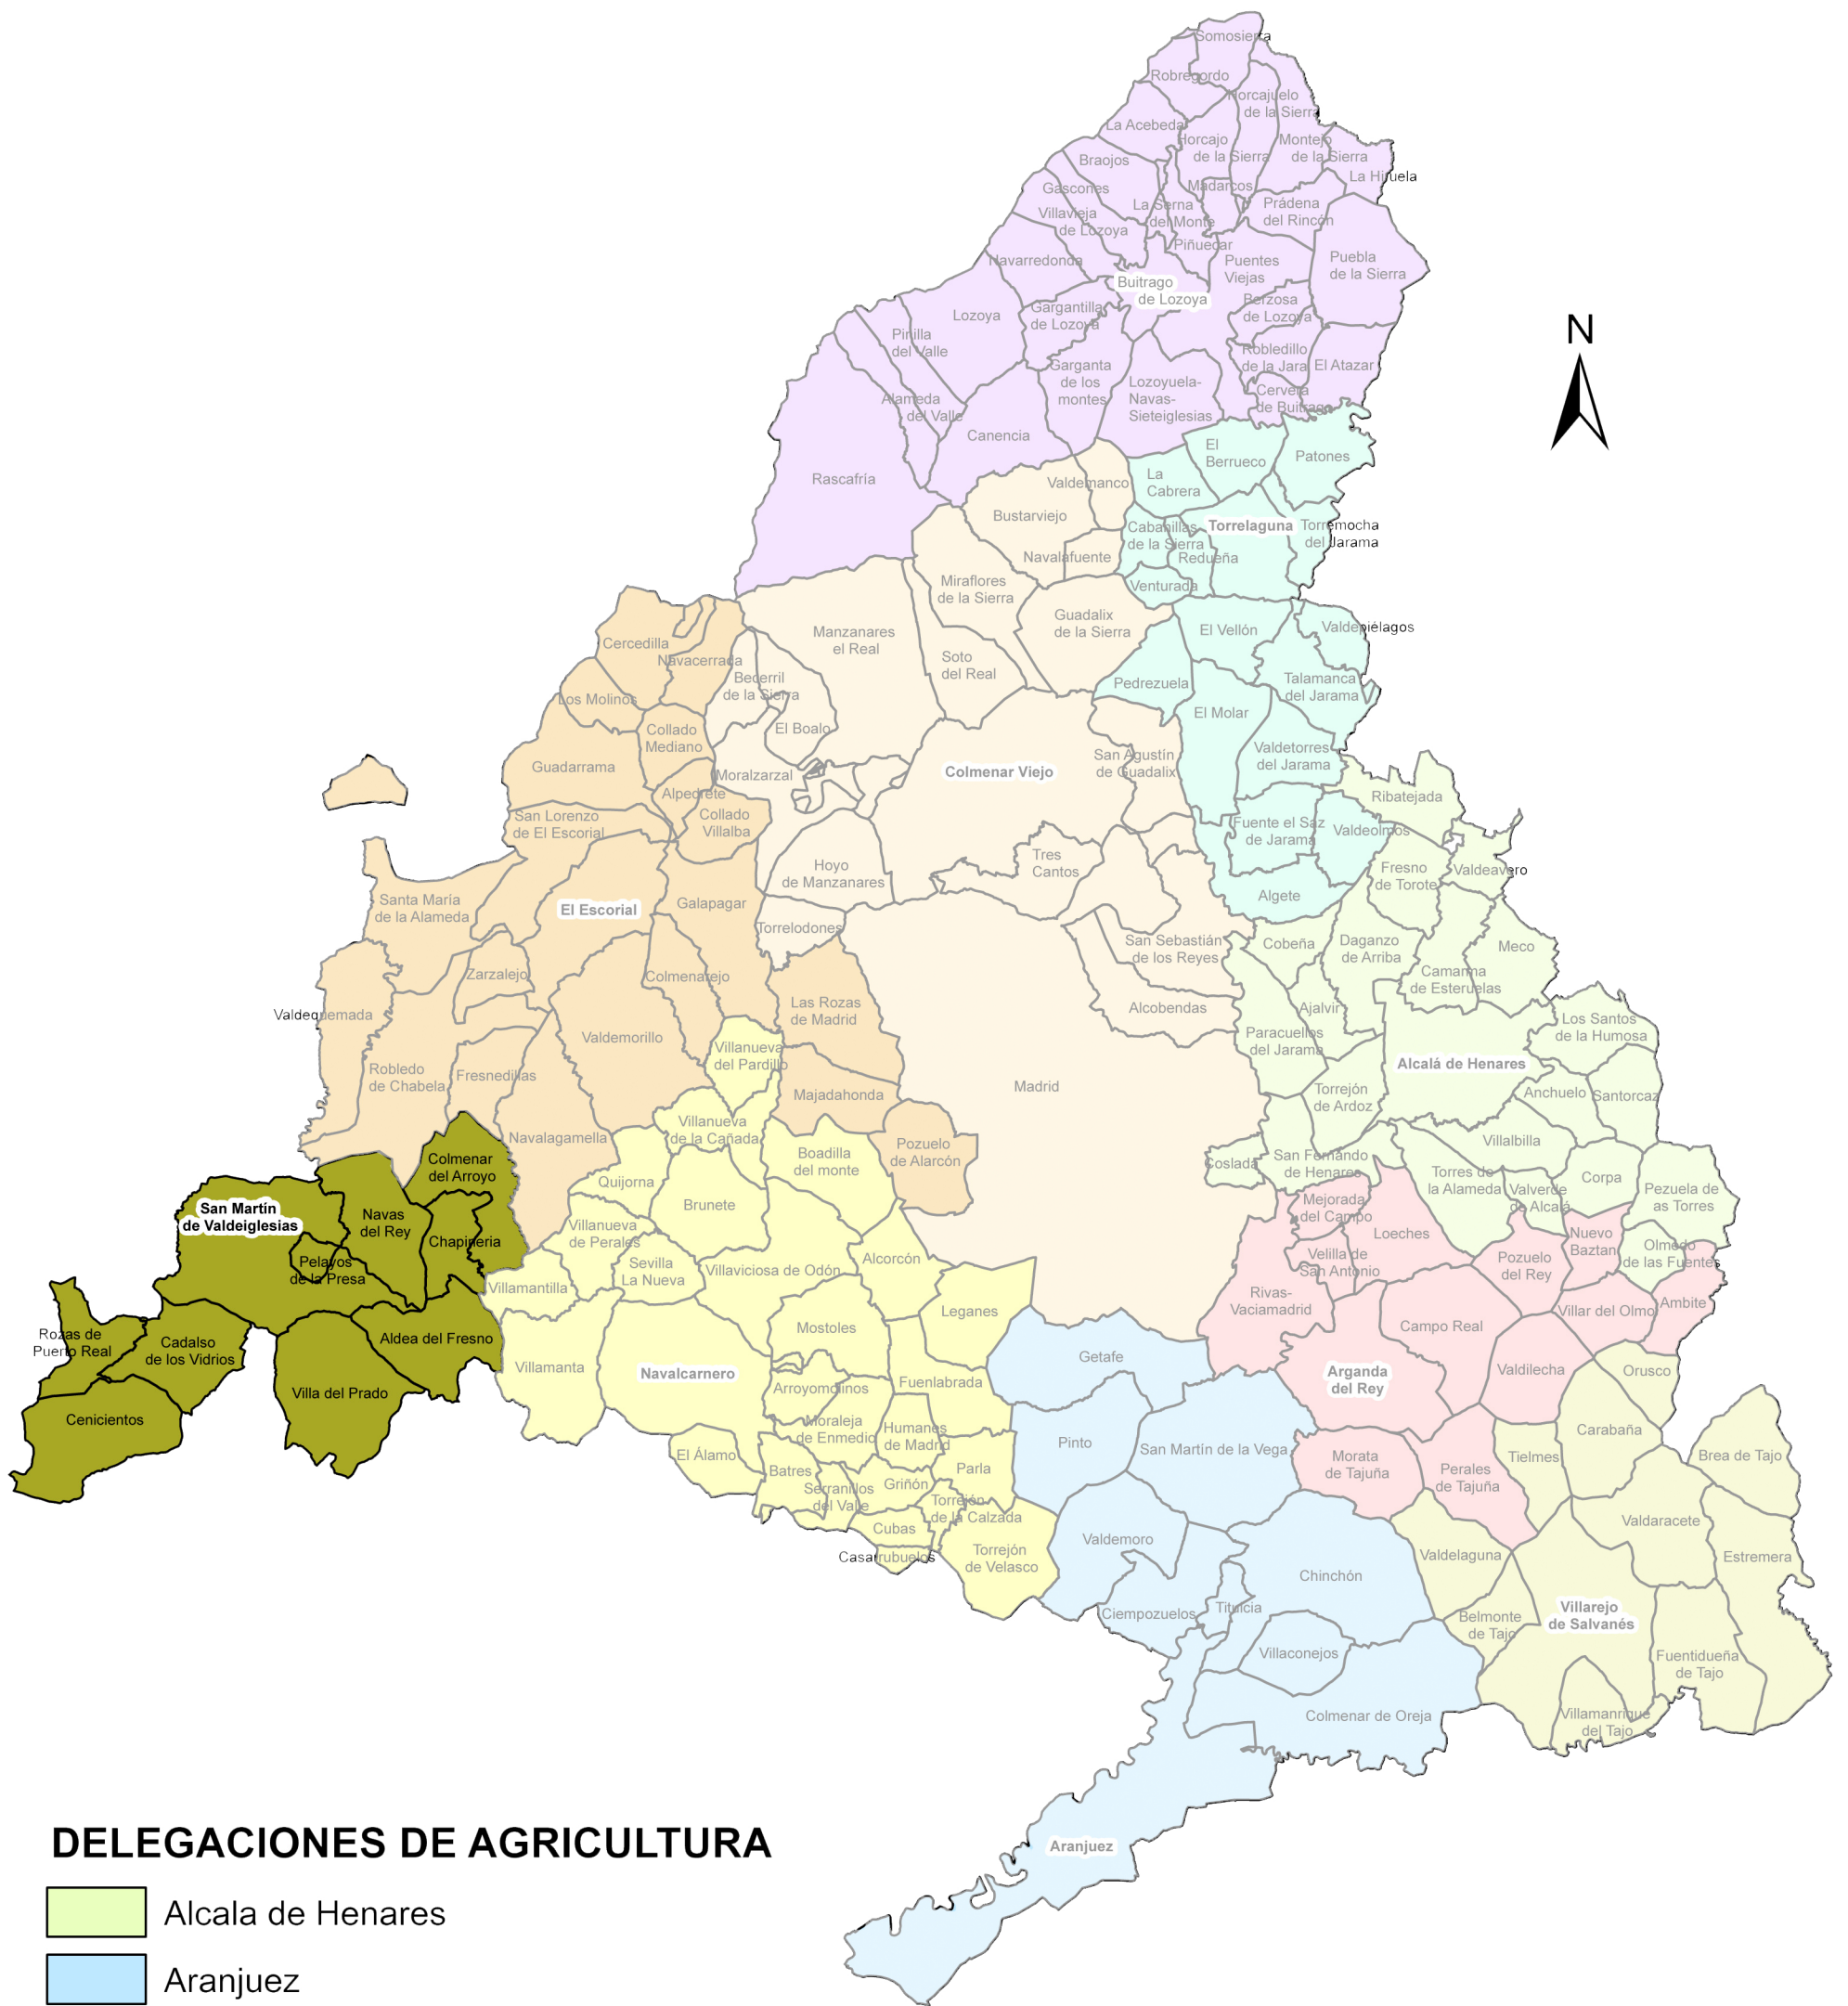 Somosierra
Robregordo
Horcajuelo
de la Sierra
La Acebeda
Horcajo
de la Sierra
Montejo
de la Sierra
Braojos
La Hiruela
Gascones
Madarcos
La Serna
del Monte
Prádena
del Rincón
Villavieja
de Lozoya
Piñuecar
Navarredonda
Puentes
Viejas
Puebla
de la Sierra
Buitrago
de Lozoya
Berzosa
de Lozoya
Gargantilla
de Lozoya
Lozoya
Pinilla
del Valle
Robledillo
de la Jara
El Atazar
Garganta
de los
montes
Lozoyuela-
Navas-
Sieteiglesias
Cervera
de Buitrago
Alameda
del Valle
Canencia
Rascafría
N
El
Berrueco
Patones
La
Cabrera
Valdemanco
Bustarviejo
Cabanillas
de la Sierra
Torrelaguna
Torremocha
del Jarama
Navalafuente
Redueña
Venturada
Miraflores
de la Sierra
Guadalix
de la Sierra
El Vellón
Valdepiélagos
Manzanares
el Real
Cercedilla
Navacerrada
Soto
del Real
Becerril
de la Sierra
Pedrezuela
Talamanca
del Jarama
Los Molinos
El Molar
Collado
Mediano
El Boalo
Valdetorres
del Jarama
San Agustín
de Guadalix
Guadarrama
Moralzarzal
Colmenar Viejo
Alpedrete
Ribatejada
San Lorenzo
de El Escorial
Collado
Villalba
Fuente el Saz
de Jarama
Valdeolmos
Hoyo
de Manzanares
Tres
Cantos
Fresno
de Torote
Valdeavero
Algete
Santa María
de la Alameda
El Escorial
Galapagar
Torrelodones
San Sebastián
de los Reyes
Cobeña
Daganzo
de Arriba
Meco
Zarzalejo
Colmenarejo
Camarma
de Esteruelas
Valdequemada
Las Rozas
de Madrid
Alcobendas
Ajalvir
Los Santos
de la Humosa
Valdemorillo
Paracuellos
del Jarama
Villanueva
del Pardillo
Alcalá de Henares
Robledo
de Chabela
Fresnedillas
Madrid
Majadahonda
Torrejón
de Ardoz
Anchuelo
Santorcaz
Navalagamella
Villanueva
de la Cañada
Villalbilla
Pozuelo
de Alarcón
Boadilla
del monte
Coslada
San Fernando
de Henares
Colmenar
del Arroyo
Quijorna
Torres de
la Alameda
Corpa
Valverde
de Alcalá
Pezuela de
as Torres
San Martín
de Valdeiglesias
Navas
del Rey
Brunete
Mejorada
del Campo
Loeches
Chapineria
Villanueva
de Perales
Nuevo
Baztan
Olmedo
de las Fuentes
Pelayos
de la Presa
Sevilla
La Nueva
Villaviciosa de Odón
Alcorcón
Velilla de
San Antonio
Pozuelo
del Rey
Villamantilla
Rivas-
Vaciamadrid
Leganes
Villar del Olmo
Ambite
Rozas de
Puerto Real
Cadalso
de los Vidrios
Aldea del Fresno
Mostoles
Campo Real
Getafe
Villamanta
Navalcarnero
Arganda
del Rey
Valdilecha
Orusco
Villa del Prado
Arroyomolinos
Fuenlabrada
Cenicientos
Moraleja
de Enmedio
Humanes
de Madrid
Carabaña
Pinto
San Martín de la Vega
El Álamo
Morata
de Tajuña
Tielmes
Brea de Tajo
Batres
Parla
Perales
de Tajuña
Serranillos
del Valle
Griñón
Torrejón
de la Calzada
Valdaracete
Cubas
Valdemoro
Casarrubuelos
Torrejón
de Velasco
Valdelaguna
Estremera
Chinchón
Ciempozuelos
Titulcia
Belmonte
de Tajo
Villarejo
de Salvanés
Villaconejos
Fuentidueña
de Tajo
Colmenar de Oreja
Villamanrique
del Tajo
Aranjuez
DELEGACIONES DE AGRICULTURA
Alcala de Henares
Aranjuez